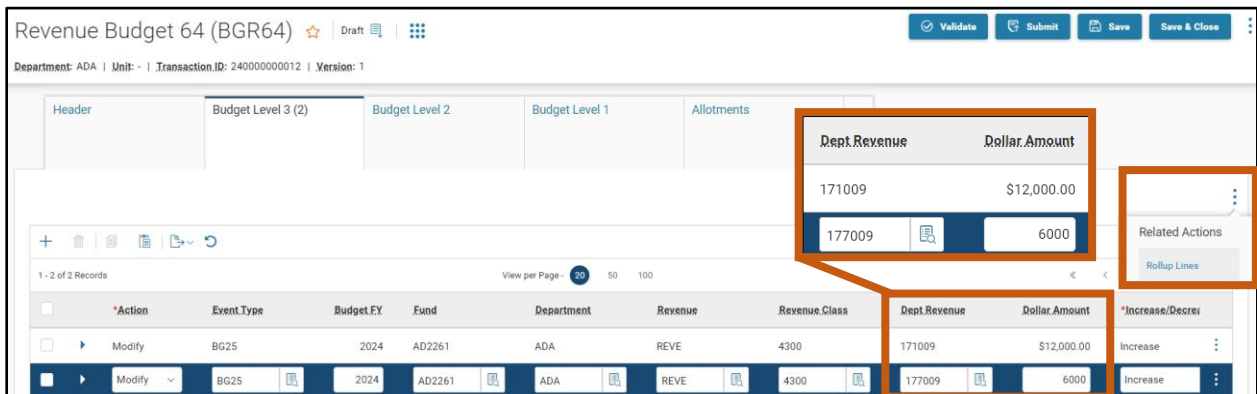 Revenue Budget 64 (BGR64) Draft Validate Submit Save Save & Close
Department: ADA | Unit: - | Transaction ID: 240000000012 | Version: 1
Header Budget Level 3 (2) Budget Level 2 Budget Level 1 Allotments
Dept Revenue Dollar Amount
171009 $12,000.00
177009 6000
Related Actions
Rollup Lines
1 - 2 of 2 Records View per Page - 20 50 100
*Action Event Type Budget FY Fund Department Revenue Revenue Class Dept Revenue Dollar Amount *Increase/Decrea
Modify BG25 2024 AD2261 ADA REVE 4300 171009 $12,000.00 Increase
Modify BG25 2024 AD2261 ADA REVE 4300 177009 6000 Increase